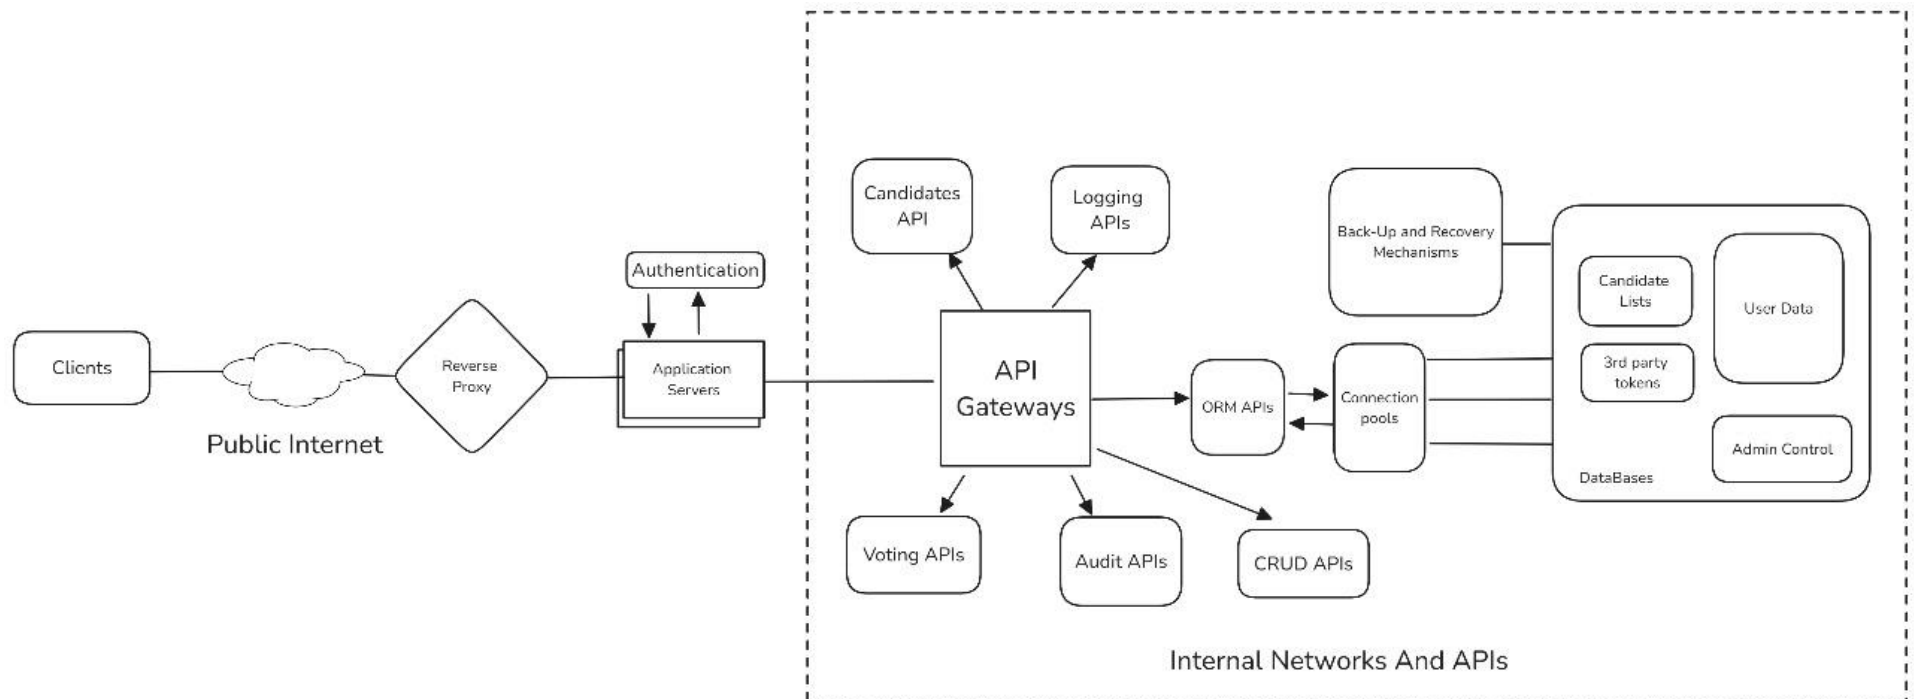 Clients
Public Internet
Reverse
Proxy
Authentication
Application
Servers
Candidates
API
Logging
APIs
API
Gateways
Voting APIs
Audit APIs
CRUD APIs
ORM APIs
Connection
pools
Back-Up and Recovery
Mechanisms
Candidate
Lists
User Data
3rd party
tokens
Admin Control
DataBases
Internal Networks And APIs